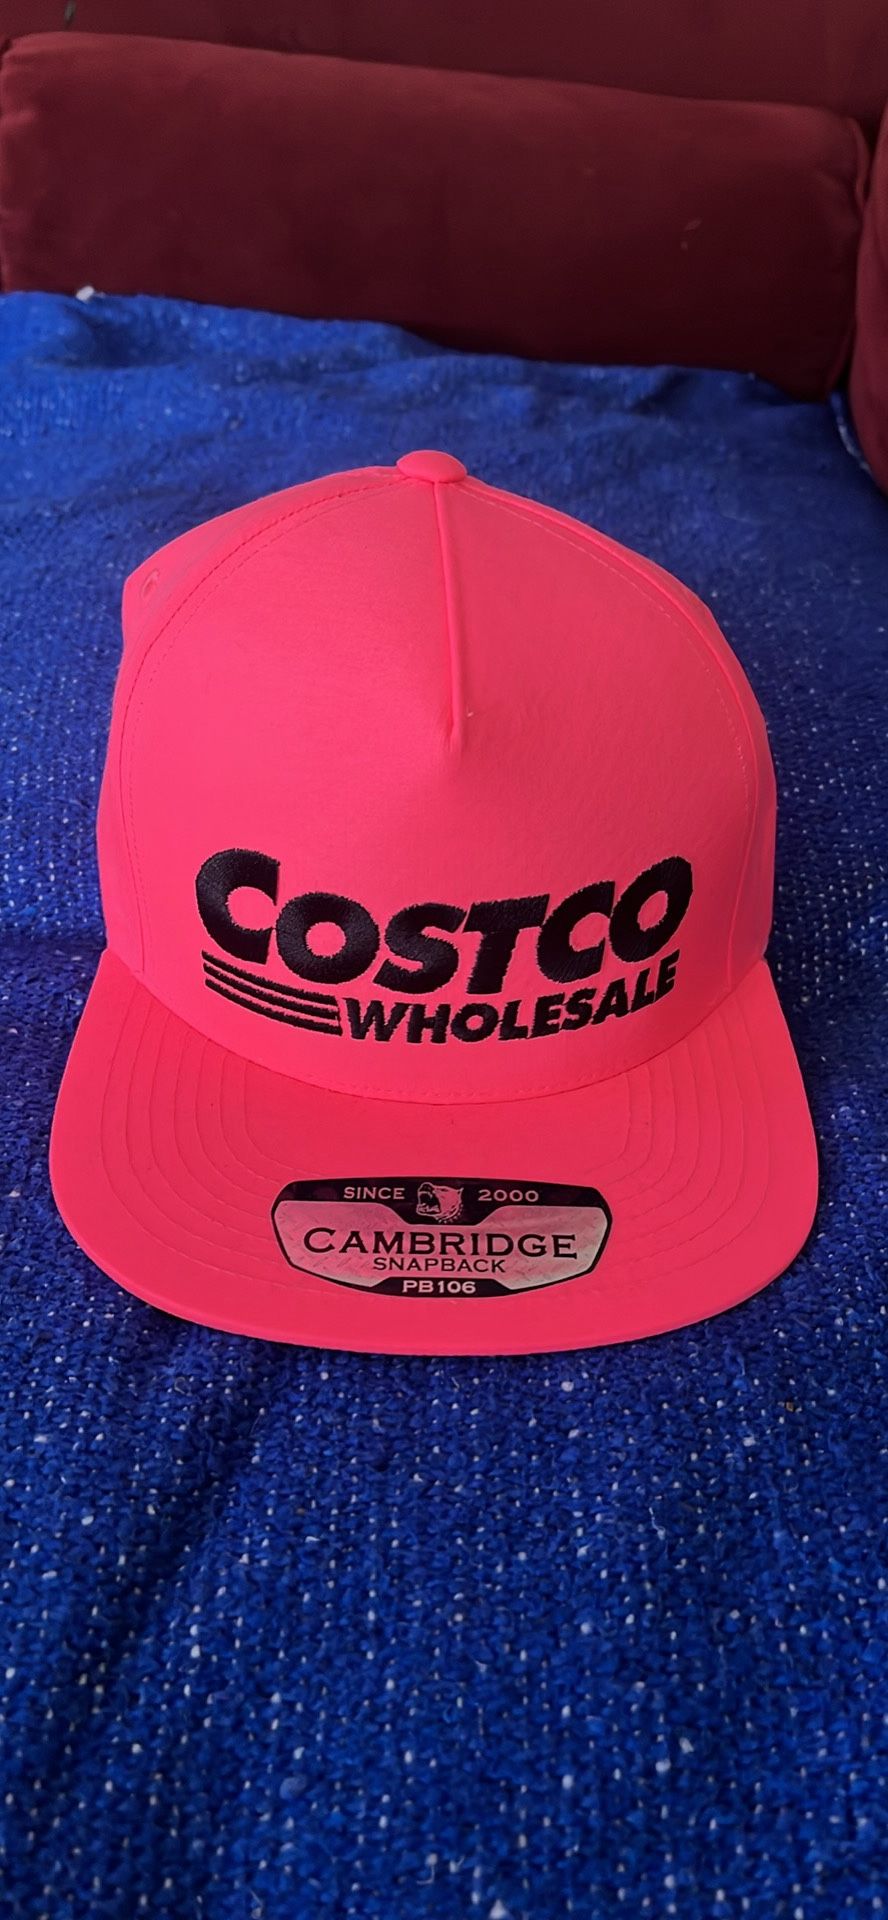 COSTCO
WHOLESALE
SINCE 2000
CAMBRIDGE
SNAPBACK
PB106